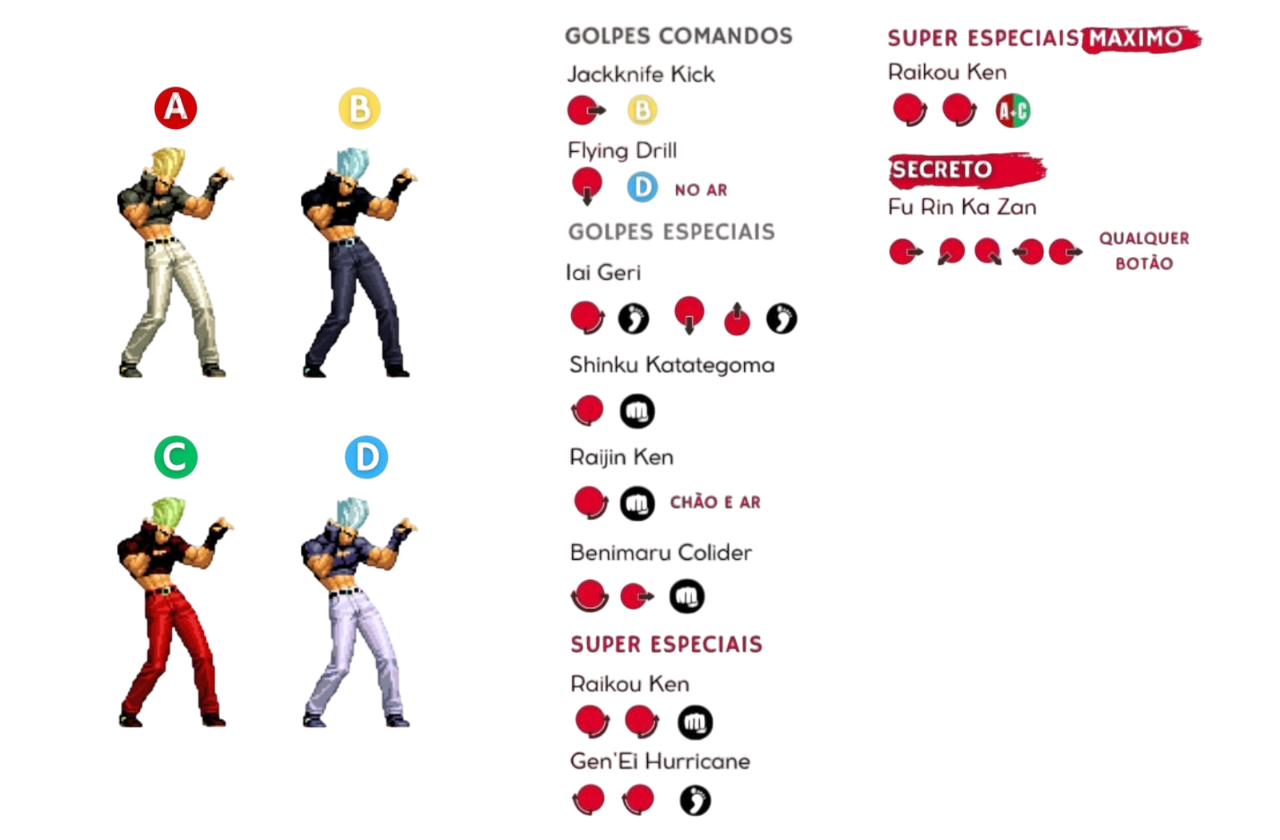 A
B
C
D
GOLPES COMANDOS
Jackknife Kick
B
Flying Drill
D NO AR
GOLPES ESPECIAIS
Iai Geri
Shinku Katategoma
Raijin Ken
CHÃO E AR
Benimaru Colider
SUPER ESPECIAIS
Raikou Ken
Gen'Ei Hurricane
SUPER ESPECIAIS MAXIMO
Raikou Ken
A+C
SECRETO
Fu Rin Ka Zan
QUALQUER
BOTÃO